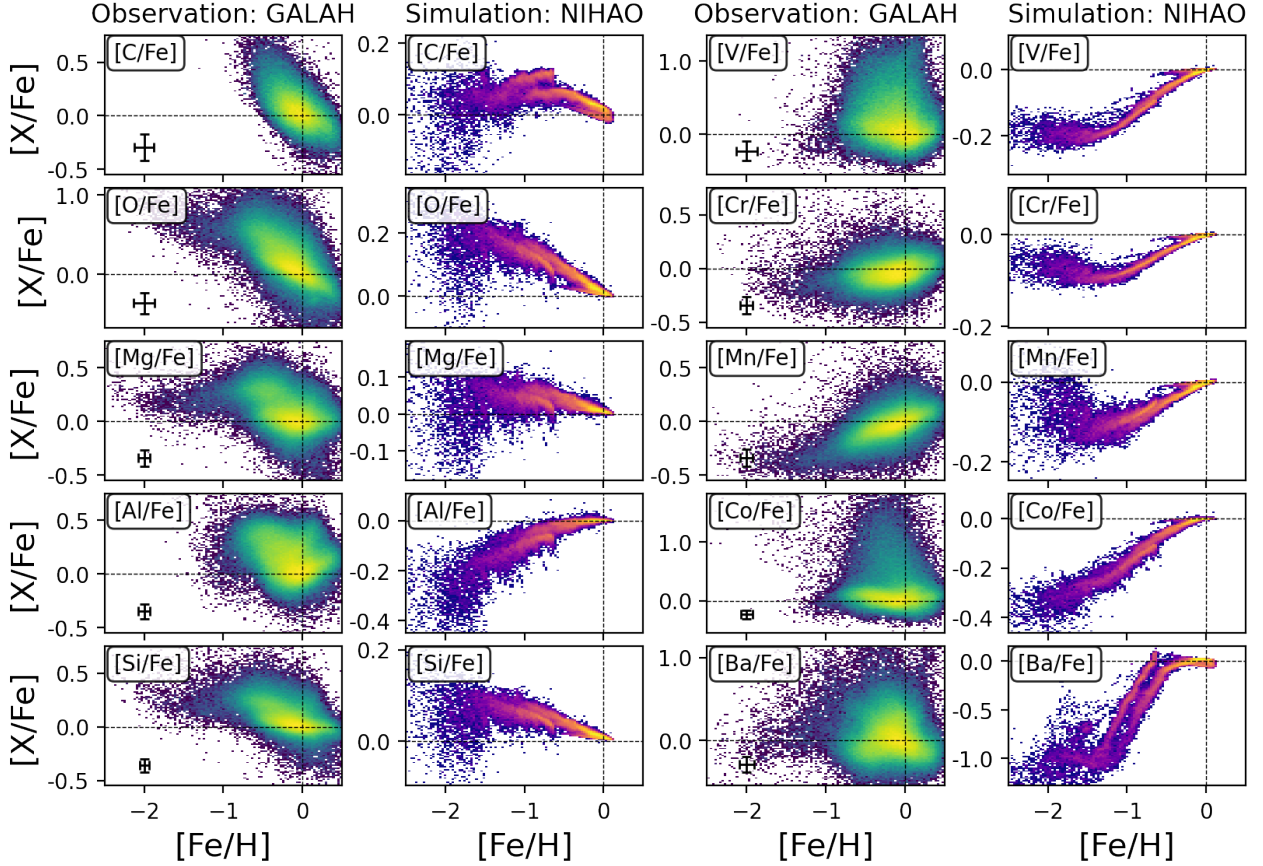 Observation: GALAH Simulation: NIHAO Observation: GALAH Simulation: NIHAO
[X/Fe] 0.5 0.0 -0.5 [C/Fe] 0.2 0.0 [C/Fe] 1.0 0.0 [V/Fe] 0.0 -0.2 [V/Fe]
[X/Fe] 1.0 0.0 [O/Fe] 0.2 0.0 [O/Fe] 0.5 0.0 -0.5 [Cr/Fe] 0.0 -0.2 [Cr/Fe]
[X/Fe] 0.5 0.0 -0.5 [Mg/Fe] 0.1 0.0 -0.1 [Mg/Fe] 0.5 0.0 -0.5 [Mn/Fe] 0.0 -0.2 [Mn/Fe]
[X/Fe] 0.5 0.0 -0.5 [Al/Fe] 0.0 -0.2 -0.4 [Al/Fe] 1.0 0.0 [Co/Fe] 0.0 -0.2 -0.4 [Co/Fe]
[X/Fe] 0.5 0.0 -0.5 [Si/Fe] 0.2 0.0 [Si/Fe] 1.0 0.0 [Ba/Fe] 0.0 -0.5 -1.0 [Ba/Fe]
−2 −1 0 −2 −1 0 −2 −1 0 −2 −1 0
[Fe/H] [Fe/H] [Fe/H] [Fe/H]